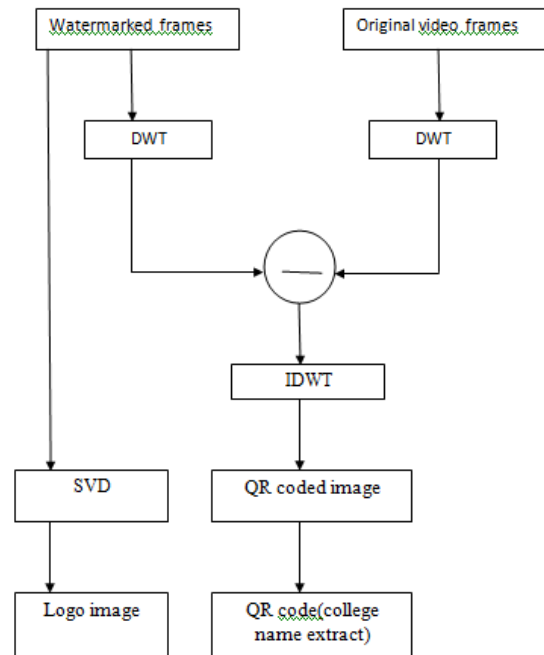 Watermarked frames
Original video frames
DWT
DWT
IDWT
SVD
QR coded image
Logo image
QR code(college
name extract)